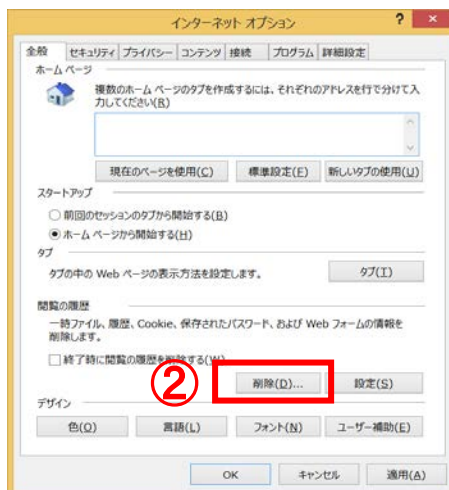 インターネット オプション
? ×
全般 セキュリティ プライバシー コンテンツ 接続 プログラム 詳細設定
ホーム ページ
複数のホーム ページのタブを作成するには、それぞれのアドレスを行で分けて入
力してください(R)
現在のページを使用(C) 標準設定(F) 新しいタブの使用(U)
スタートアップ
前回のセッションのタブから開始する(B)
ホーム ページから開始する(H)
タブ
タブの中の Web ページの表示方法を設定します。 タブ(T)
閲覧の履歴
一時ファイル、履歴、Cookie、保存されたパスワード、および Web フォームの情報を
削除します。
終了時に閲覧の履歴を削除する(W)
② 削除(D)... 設定(S)
デザイン
色(O) 言語(L) フォント(N) ユーザー補助(E)
OK キャンセル 適用(A)